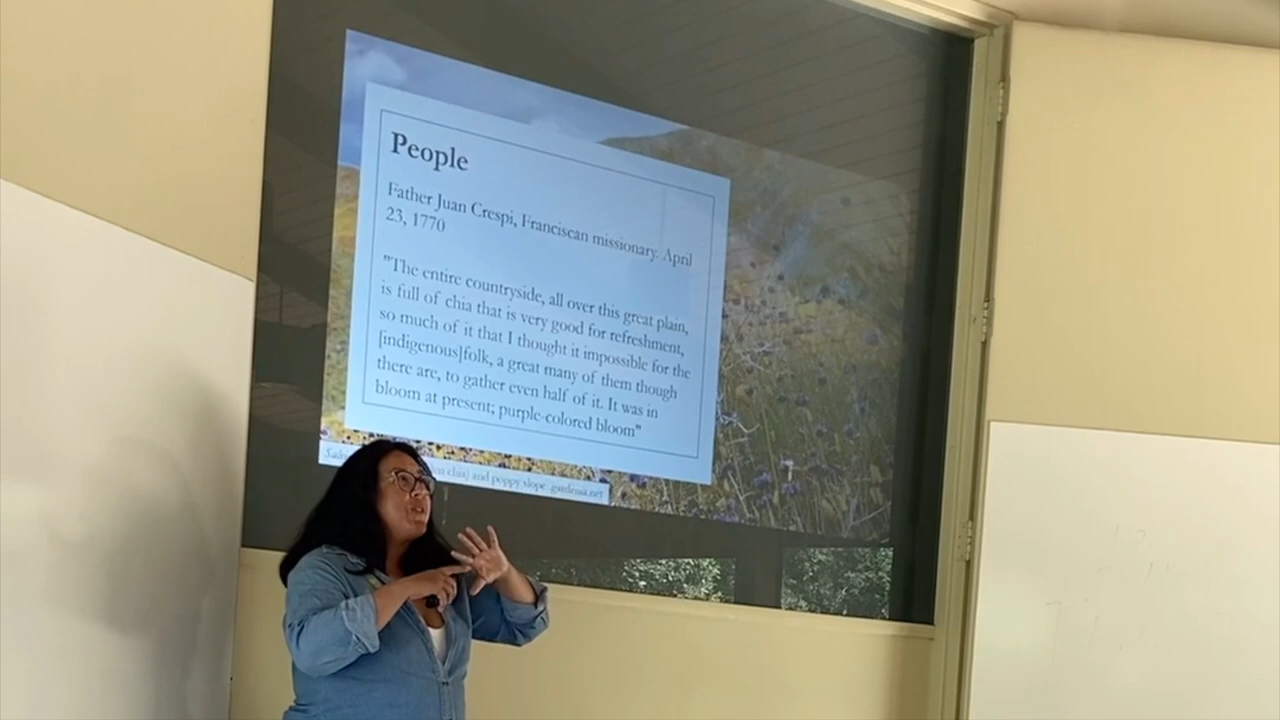 People
Father Juan Crespi, Franciscan missionary. April
23, 1770
"The entire countryside, all over this great plain,
is full of chia that is very good for refreshment,
so much of it that I thought it impossible for the
[indigenous]folk, a great many of them though
there are, to gather even half of it. It was in
bloom at present; purple-colored bloom"
chia) and poppy slope gardenia.net